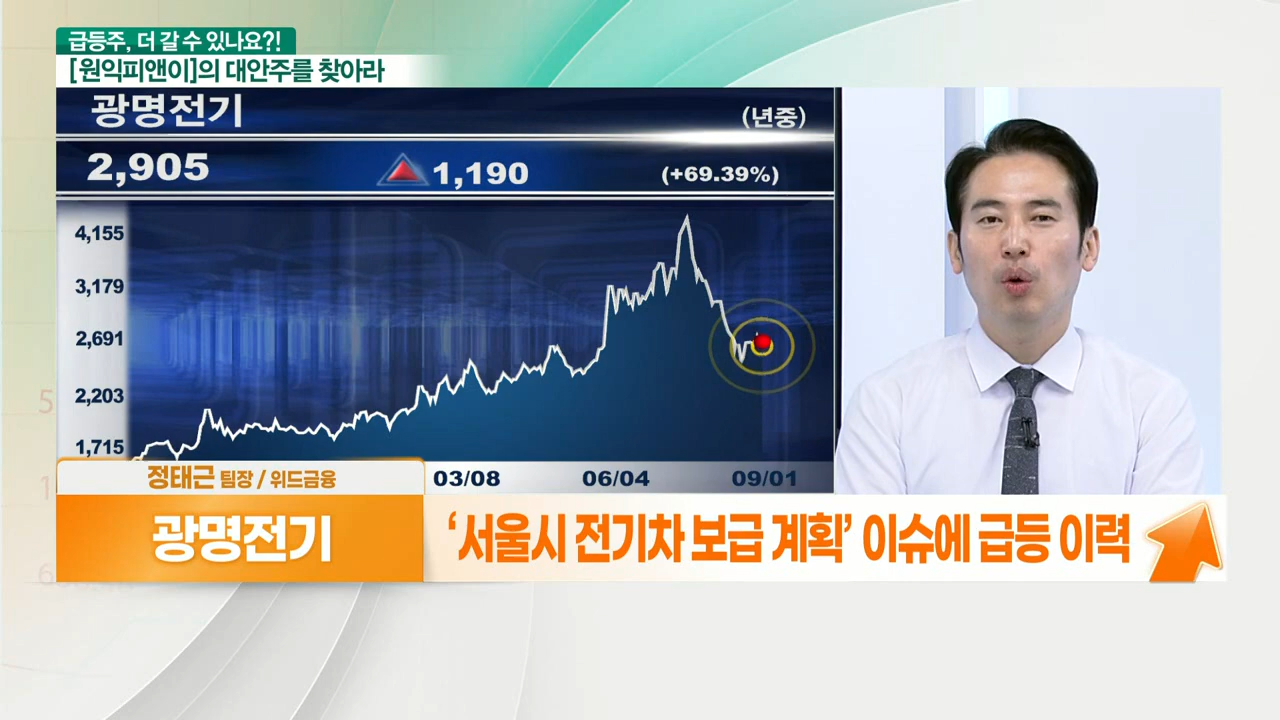 급등주, 더 갈 수 있나요?!
[원익피앤이]의 대안주를 찾아라
광명전기
(년중)
2,905
1,190
(+69.39%)
4,155
3,179
2,691
2,203
1,715
03/08
06/04
09/01
정태근 팀장 / 위드금융
광명전기
‘서울시 전기차 보급 계획’ 이슈에 급등 이력